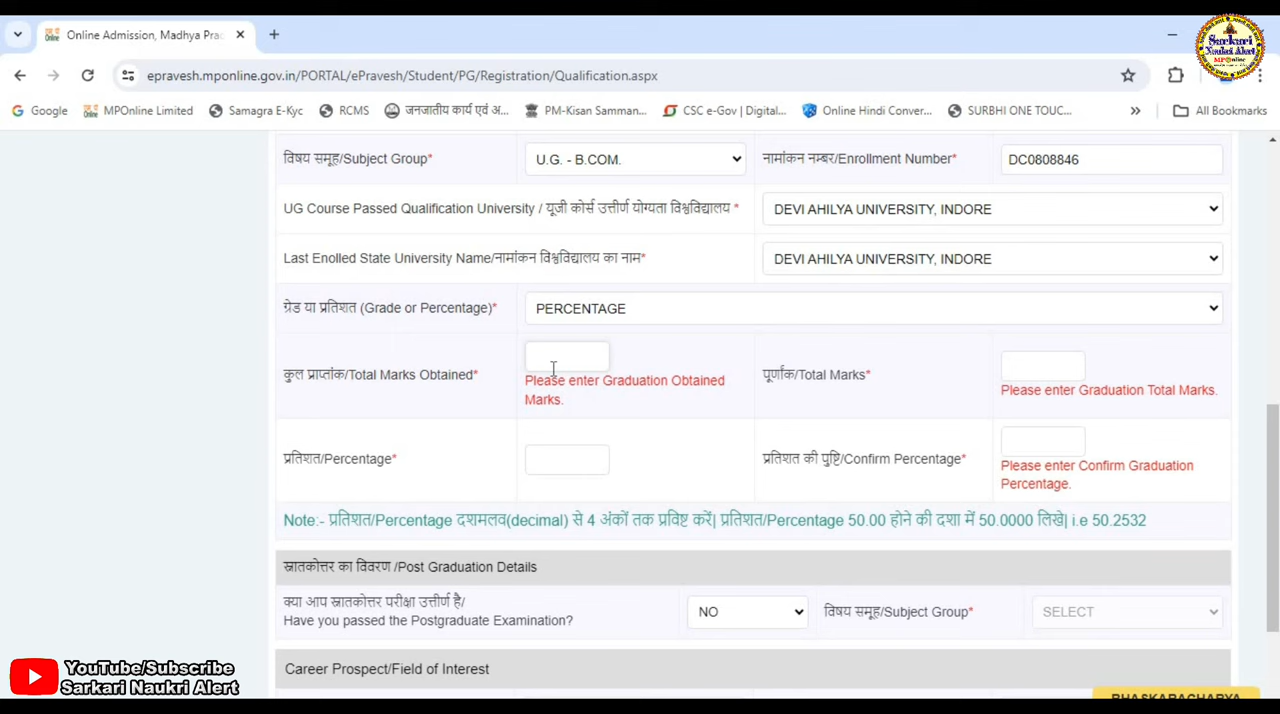 Online Admission, Madhya Pra
epravesh.mponline.gov.in/PORTAL/ePravesh/Student/PG/Registration/Qualification.aspx
Sarkari
Naukri Alert
MPOnline
Google MPOnline Limited Samagra E-Kyc RCMS जनजातीय कार्य एवं अ... PM-Kisan Samman... CSC e-Gov | Digital... Online Hindi Conver... SURBHI ONE TOUC... » All Bookmarks
विषय समूह/Subject Group* U.G. - B.COM. नामांकन नम्बर/Enrollment Number* DC0808846
UG Course Passed Qualification University / यूजी कोर्स उत्तीर्ण योग्यता विश्वविद्यालय * DEVI AHILYA UNIVERSITY, INDORE
Last Enolled State University Name/नामांकन विश्वविद्यालय का नाम* DEVI AHILYA UNIVERSITY, INDORE
ग्रेड या प्रतिशत (Grade or Percentage)* PERCENTAGE
कुल प्राप्तांक/Total Marks Obtained* पूर्णांक/Total Marks*
Please enter Graduation Obtained
Marks.
Please enter Graduation Total Marks.
प्रतिशत/Percentage* प्रतिशत की पुष्टि/Confirm Percentage*
Please enter Confirm Graduation
Percentage.
Note:- प्रतिशत/Percentage दशमलव(decimal) से 4 अंकों तक प्रविष्ट करें| प्रतिशत/Percentage 50.00 होने की दशा में 50.0000 लिखे| i.e 50.2532
स्नातकोत्तर का विवरण /Post Graduation Details
क्या आप स्नातकोत्तर परीक्षा उत्तीर्ण है/
Have you passed the Postgraduate Examination? NO विषय समूह/Subject Group* SELECT
Career Prospect/Field of Interest
BHASKARACHARYA
YouTube/Subscribe
Sarkari Naukri Alert